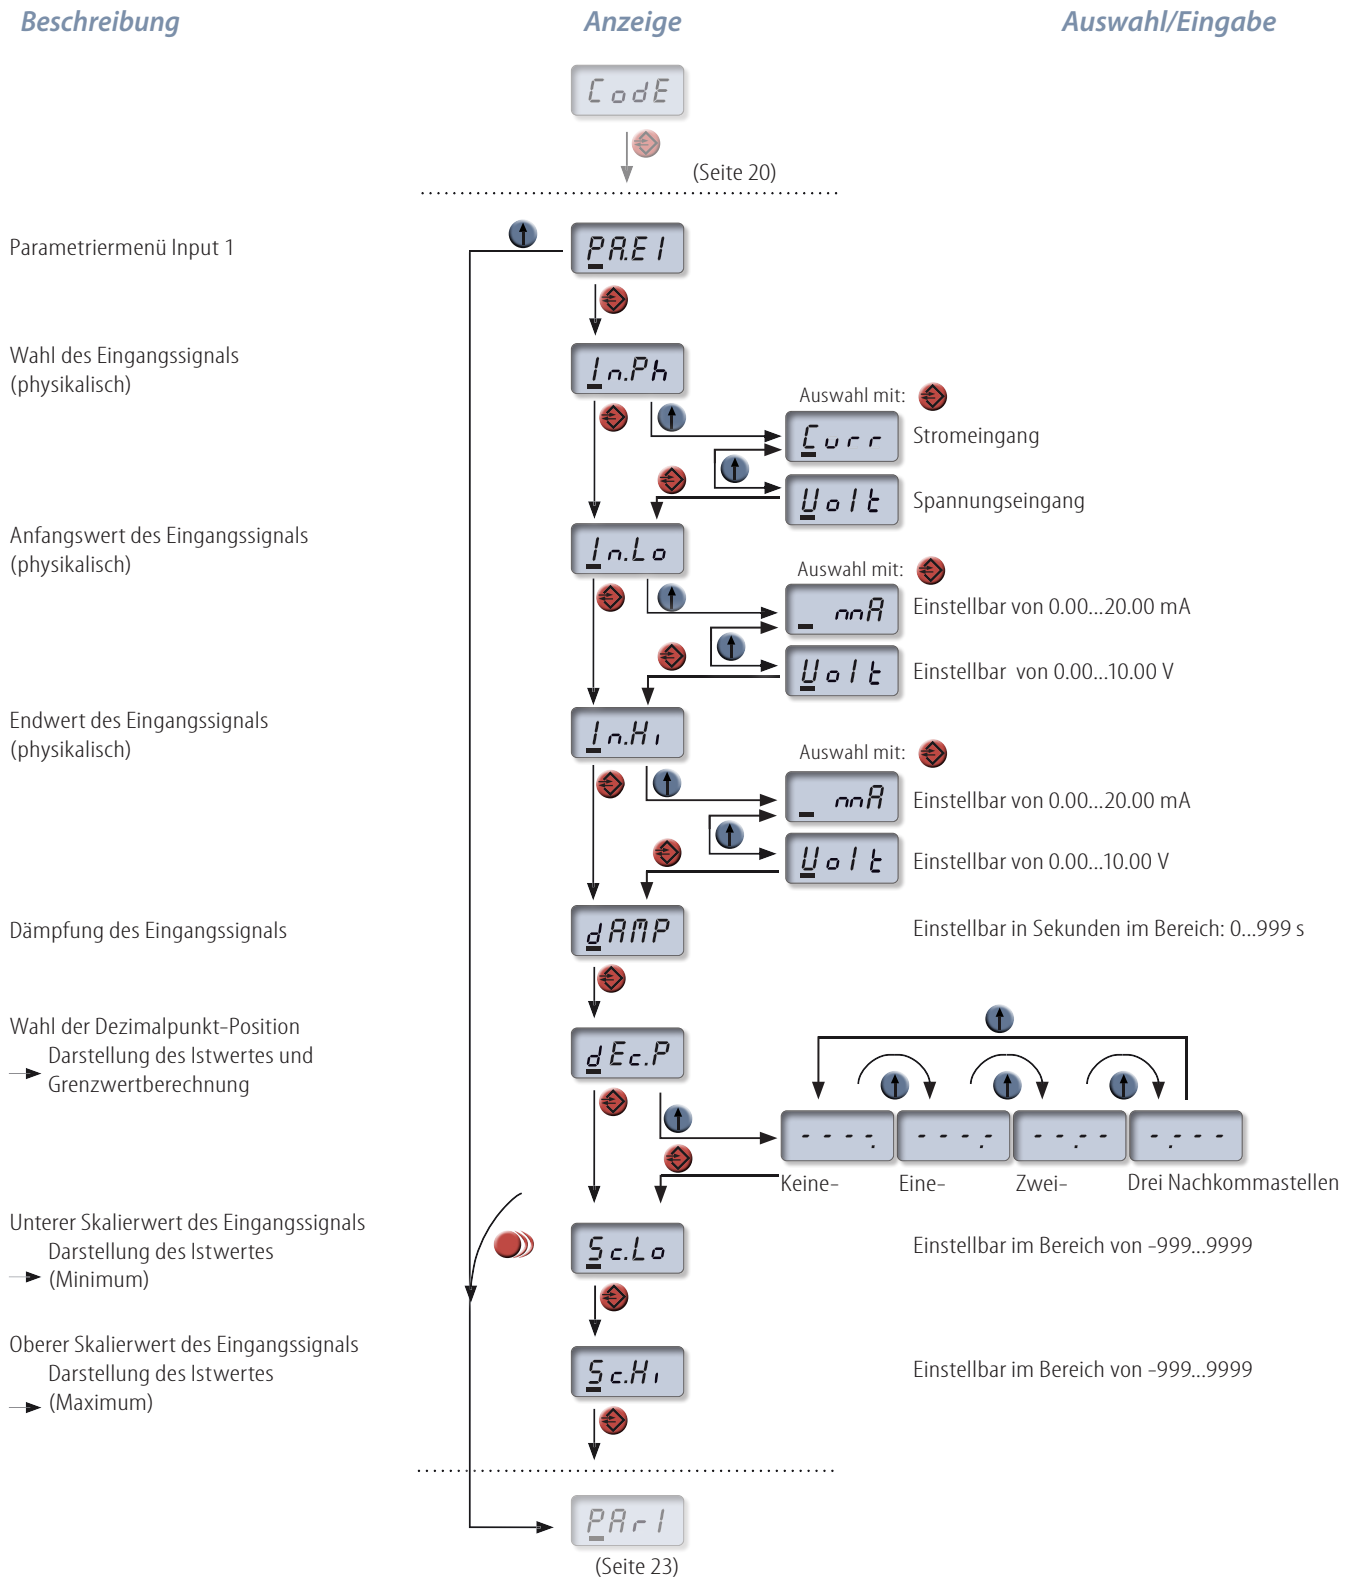 Beschreibung Anzeige Auswahl/Eingabe
CodE
(Seite 20)
Parametriermenü Input 1
PA.E1
Wahl des Eingangssignals
(physikalisch)
In.Ph
Auswahl mit:
Curr Stromeingang
Volt Spannungseingang
Anfangswert des Eingangssignals
(physikalisch)
In.Lo
Auswahl mit:
mA Einstellbar von 0.00...20.00 mA
Volt Einstellbar von 0.00...10.00 V
Endwert des Eingangssignals
(physikalisch)
In.Hi
Auswahl mit:
mA Einstellbar von 0.00...20.00 mA
Volt Einstellbar von 0.00...10.00 V
Dämpfung des Eingangssignals
dAMP
Einstellbar in Sekunden im Bereich: 0...999 s
Wahl der Dezimalpunkt-Position
Darstellung des Istwertes und
Grenzwertberechnung
dEc.P
----. ---.- --.-- -.---
Keine- Eine- Zwei- Drei Nachkommastellen
Unterer Skalierwert des Eingangssignals
Darstellung des Istwertes
(Minimum)
Sc.Lo
Einstellbar im Bereich von -999...9999
Oberer Skalierwert des Eingangssignals
Darstellung des Istwertes
(Maximum)
Sc.Hi
Einstellbar im Bereich von -999...9999
PAr1
(Seite 23)